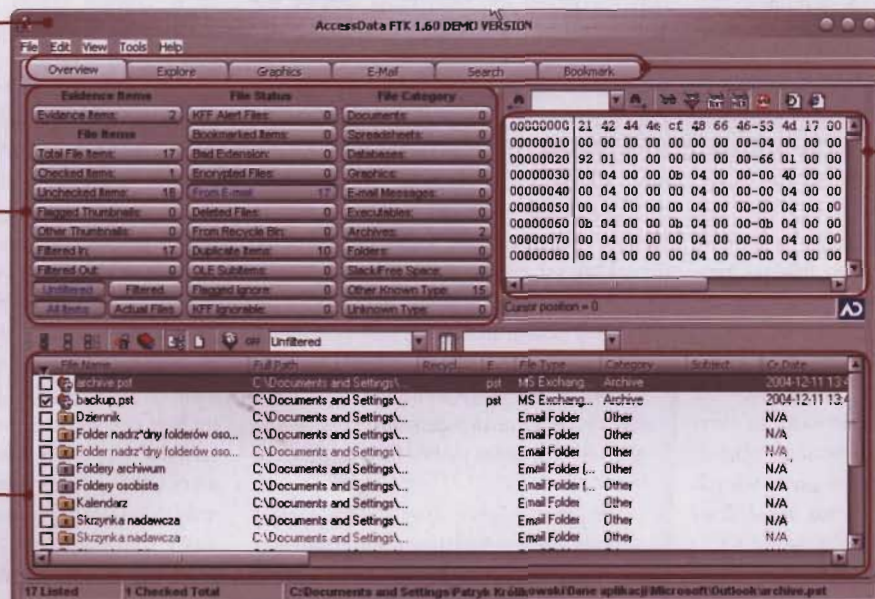 AccessData FTK 1.60 DEMO VERSION
File Edit View Tools Help
Overview Explore Graphics E-Mail Search Bookmark
Evidence Items File Status File Category
Evidence Items: 2 KFF Alert Files: 0 Documents: 0
File Items Bookmarked Items: 0 Spreadsheets: 0
Total File Items: 17 Bad Extension: 0 Databases: 0
Checked Items: 1 Encrypted Files: 0 Graphics: 0
Unchecked Items: 16 From E-mail: 17 E-mail Messages: 0
Flagged Thumbnails: 0 Deleted Files: 0 Executables: 0
Other Thumbnails: 0 From Recycle Bin: 0 Archives: 2
Filtered In: 17 Duplicate Items: 10 Folders: 0
Filtered Out: 0 OLE Subitems: 0 Slack/Free Space: 0
Unfiltered Filtered Flagged Ignore: 0 Other Known Type: 15
All Items Actual Files KFF Ignorable: 0 Unknown Type: 0
00000000 21 42 44 4e cf 48 66 46-53 4d 17 00
00000010 00 00 00 00 00 00 00 00-04 00 00 00
00000020 92 01 00 00 00 00 00 00-66 01 00 00
00000030 00 04 00 00 0b 04 00 00-00 40 00 00
00000040 00 04 00 00 00 04 00 00-00 04 00 00
00000050 00 04 00 00 00 04 00 00-00 04 00 00
00000060 0b 04 00 00 0b 04 00 00-0b 04 00 00
00000070 00 04 00 00 00 04 00 00-00 04 00 00
00000080 00 04 00 00 00 04 00 00-00 04 00 00
Cursor position = 0
OFF Unfiltered
File Name Full Path Recycl... E... File Type Category Subject Cr Date
archive.pst C:\Documents and Settings\... pst MS Exchang... Archive 2004-12-11 13:4
backup.pst C:\Documents and Settings\... pst MS Exchang... Archive 2004-12-11 13:4
Dziennik C:\Documents and Settings\... Email Folder Other N/A
Folder nadrz*dny folderów oso... C:\Documents and Settings\... Email Folder Other N/A
Folder nadrz*dny folderów oso... C:\Documents and Settings\... Email Folder Other N/A
Foldery archiwum C:\Documents and Settings\... Email Folder (... Other N/A
Foldery osobiste C:\Documents and Settings\... Email Folder f... Other N/A
Kalendarz C:\Documents and Settings\... Email Folder Other N/A
Skrzynka nadawcza C:\Documents and Settings\... Email Folder Other N/A
Skrzynka nadawcza C:\Documents and Settings\... Email Folder Other N/A
17 Listed 1 Checked Total C:\Documents and Settings\Patryk Królikowski\Dane aplikacji\Microsoft\Outlook\archive.pst